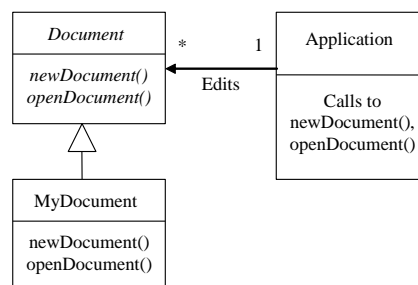 Document
newDocument()
openDocument()
* 1
Edits
Application
Calls to
newDocument(),
openDocument()
MyDocument
newDocument()
openDocument()